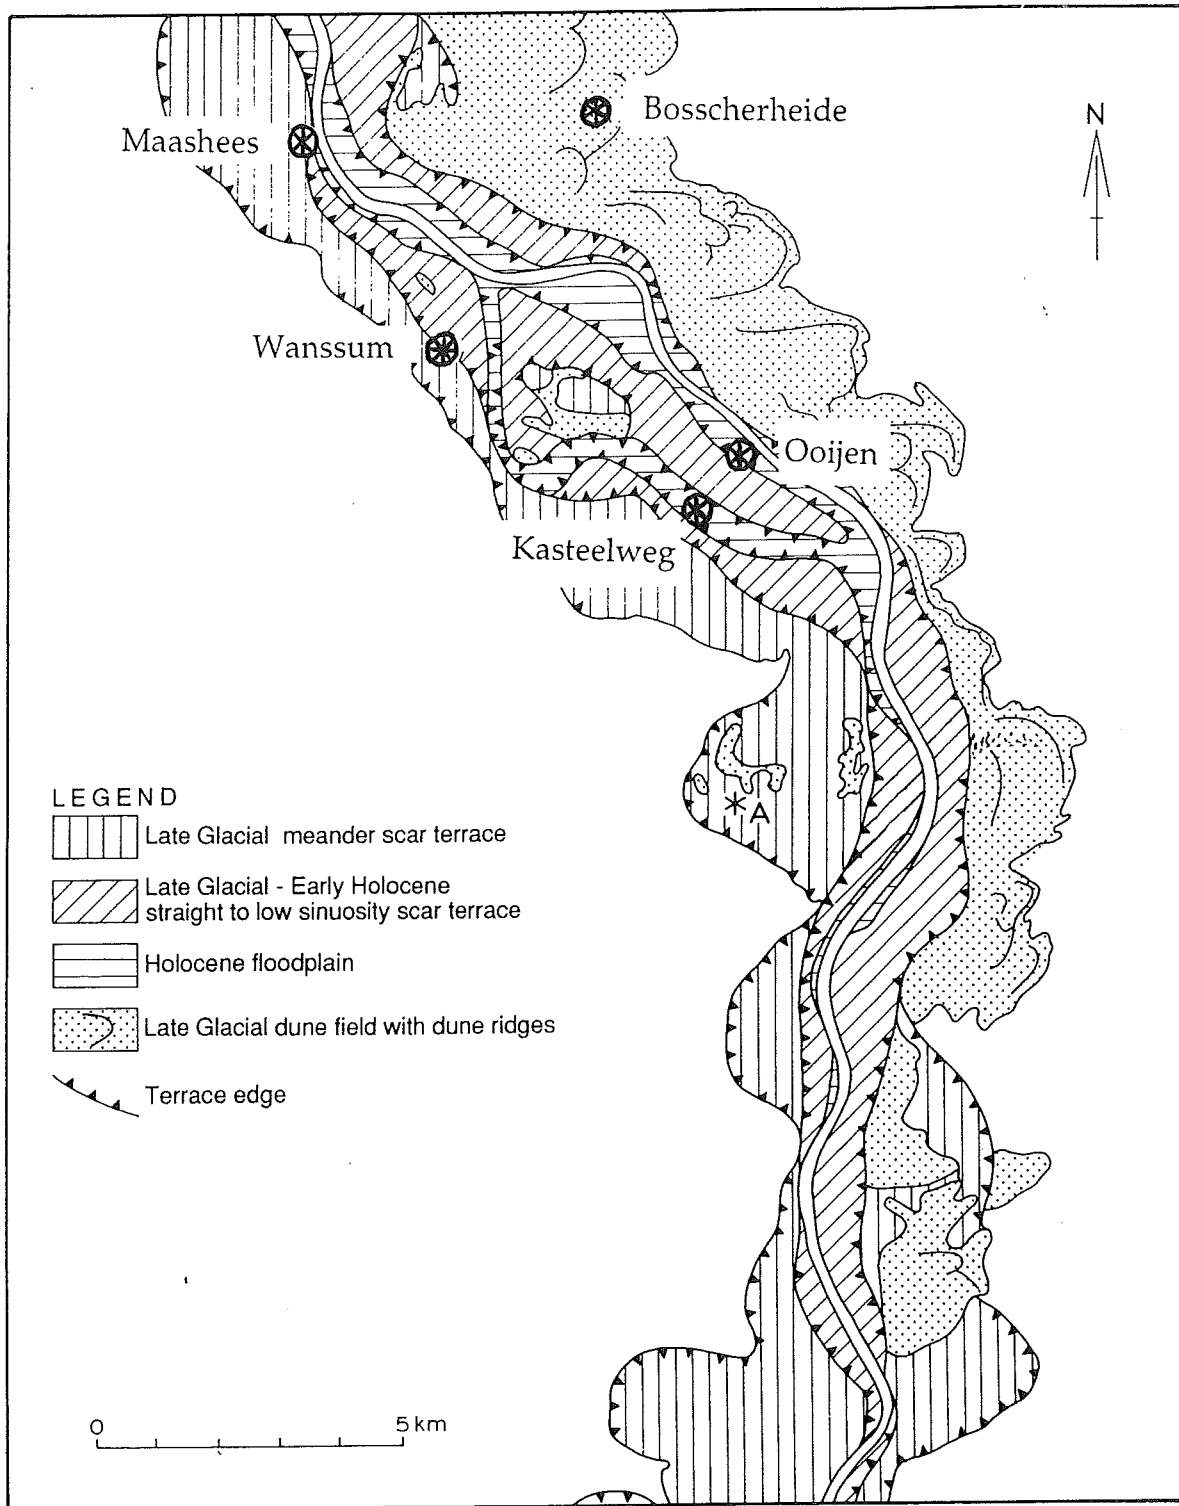 Bosscherheide
N
Maashees
Wanssum
Ooijen
Kasteelweg
A
LEGEND
Late Glacial meander scar terrace
Late Glacial - Early Holocene
straight to low sinuosity scar terrace
Holocene floodplain
Late Glacial dune field with dune ridges
Terrace edge
0 5 km